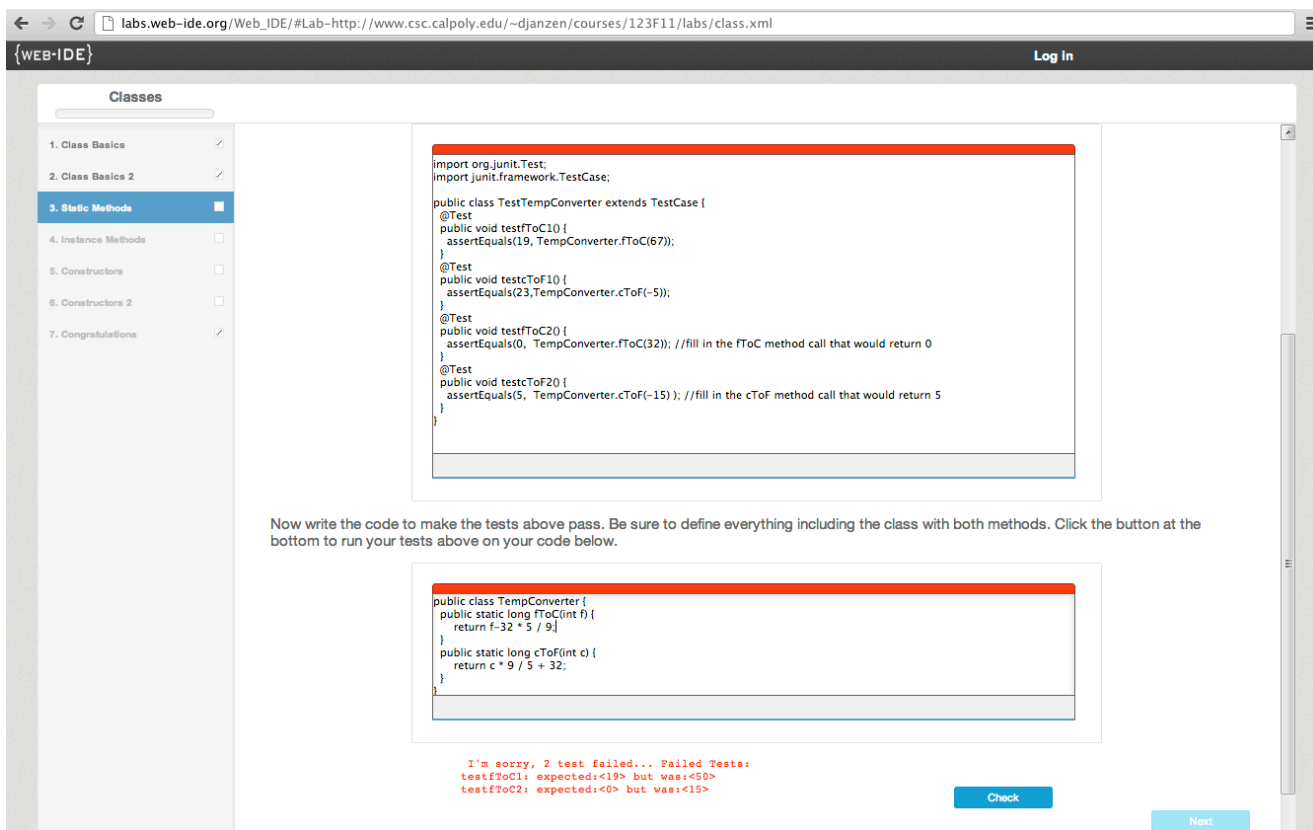 labs.web-ide.org/Web_IDE/#Lab-http://www.csc.calpoly.edu/~djanzen/courses/123F11/labs/class.xml
{WEB-IDE}
Log in
Classes
1. Class Basics
2. Class Basics 2
3. Static Methods
4. Instance Methods
5. Constructors
6. Constructors 2
7. Congratulations
import org.junit.Test;
import junit.framework.TestCase;
public class TestTempConverter extends TestCase {
@Test
public void testfToC1() {
assertEquals(19, TempConverter.fToC(67));
}
@Test
public void testcToF1() {
assertEquals(23,TempConverter.cToF(-5));
}
@Test
public void testfToC2() {
assertEquals(0,  TempConverter.fToC(32)); //fill in the fToC method call that would return 0
}
@Test
public void testcToF2() {
assertEquals(5,  TempConverter.cToF(-15) ); //fill in the cToF method call that would return 5
}
}
Now write the code to make the tests above pass. Be sure to define everything including the class with both methods. Click the button at the
bottom to run your tests above on your code below.
public class TempConverter {
public static long fToC(int f) {
return f-32 * 5 / 9;
}
public static long cToF(int c) {
return c * 9 / 5 + 32;
}
}
I'm sorry, 2 test failed... Failed Tests:
testfToC1: expected:<19> but was:<50>
testfToC2: expected:<0> but was:<15>
Check
Next